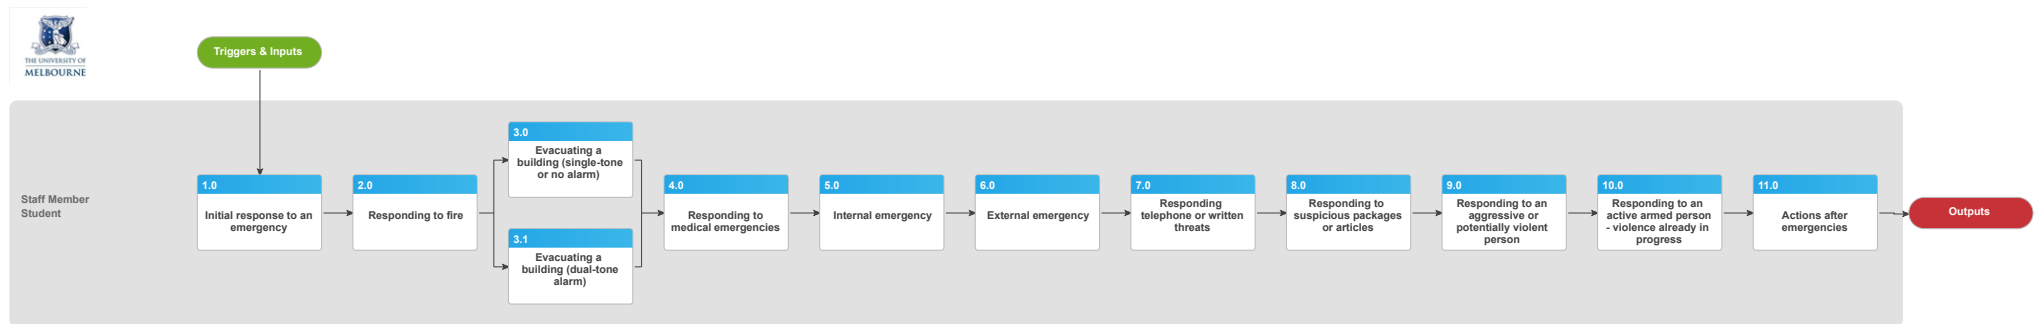 THE UNIVERSITY OF
MELBOURNE
Triggers & Inputs
Staff Member
Student
1.0
Initial response to an
emergency
2.0
Responding to fire
3.0
Evacuating a
building (single-tone
or no alarm)
3.1
Evacuating a
building (dual-tone
alarm)
4.0
Responding to
medical emergencies
5.0
Internal emergency
6.0
External emergency
7.0
Responding
telephone or written
threats
8.0
Responding to
suspicious packages
or articles
9.0
Responding to an
aggressive or
potentially violent
person
10.0
Responding to an
active armed person
- violence already in
progress
11.0
Actions after
emergencies
Outputs